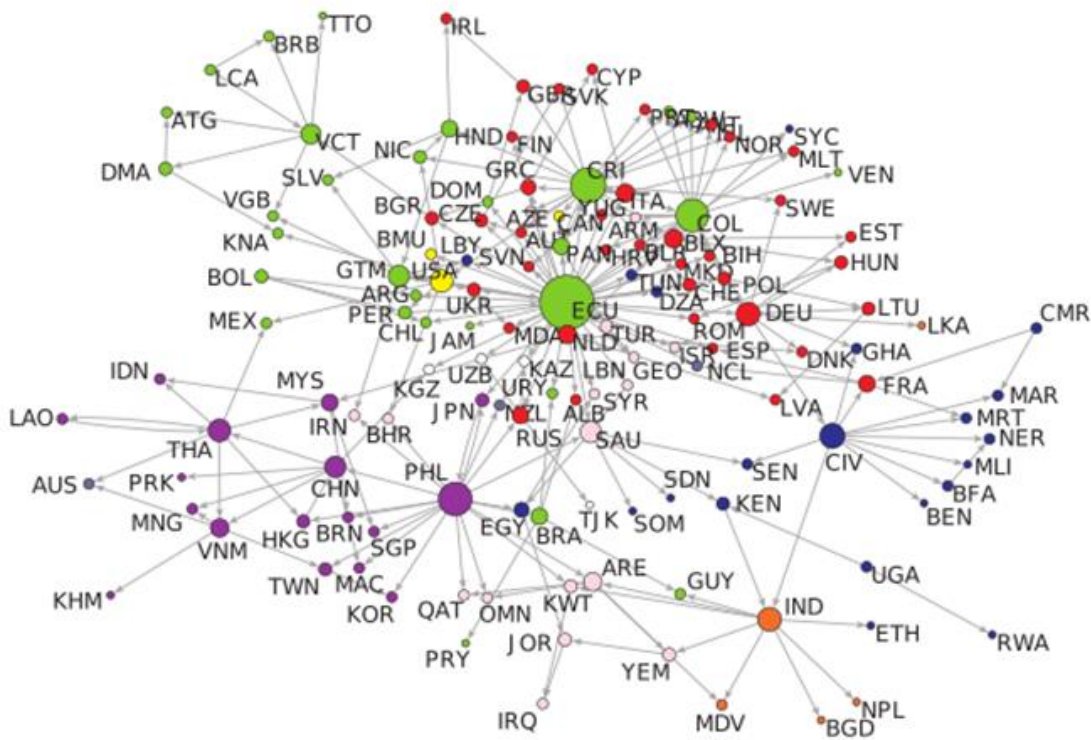 TTO
IRL
BRB
LCA
CYP
GBR
SVK
ATG
VCT
HND
FIN
NOR
SYC
NIC
MLT
DMA
SLV
GRC
CRI
VEN
DOM
ITA
VGB
BGR
CZE
AZE
YUG
SWE
CAN
COL
KNA
BMU
LBY
AUT
ARM
BLX
EST
PAN
HRV
BLR
BIH
BOL
GTM
USA
SVN
TUN
MKD
POL
HUN
ARG
UKR
DZA
CHE
ECU
DEU
LTU
CMR
MEX
PER
CHL
JAM
MDA
TUR
ROM
LKA
NLD
ISR
ESP
DNK
GHA
IDN
MYS
KGZ
UZB
KAZ
LBN
GEO
NCL
FRA
MAR
URY
LVA
LAO
THA
IRN
BHR
JPN
NZL
ALB
SYR
MRT
RUS
SAU
CIV
NER
AUS
PRK
CHN
PHL
SEN
MLI
SDN
BFA
MNG
KEN
BEN
VNM
HKG
BRN
SGP
EGY
BRA
TJK
SOM
TWN
MAC
ARE
UGA
KHM
KOR
QAT
OMN
KWT
GUY
IND
ETH
RWA
PRY
JOR
YEM
IRQ
MDV
BGD
NPL